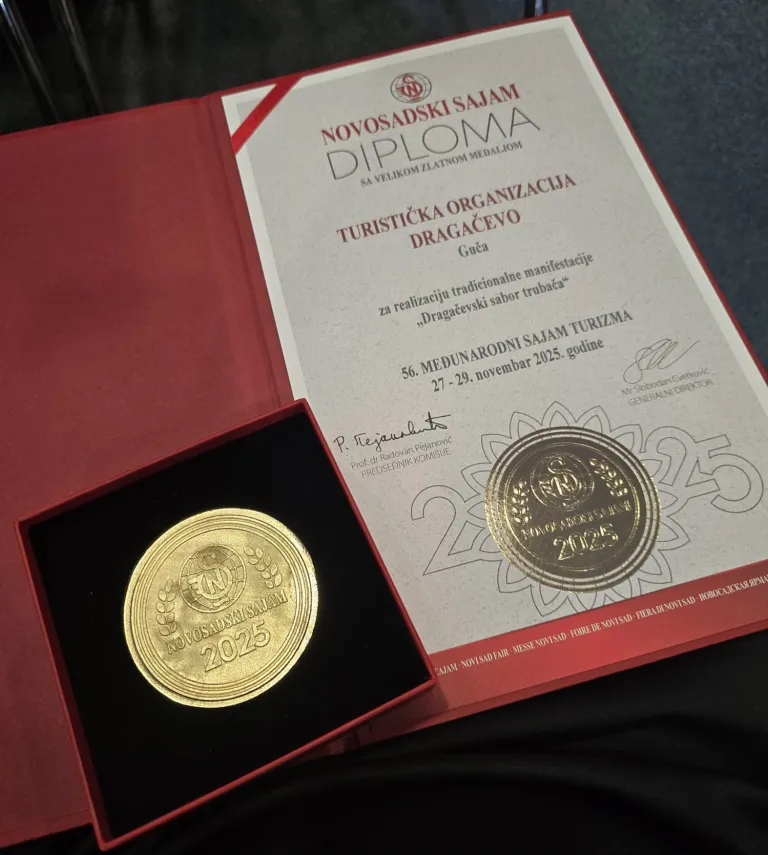 NOVOSADSKI SAJAM
DIPLOMA
SA VELIKOM ZLATNOM MEDALJOM
TURISTIČKA ORGANIZACIJA
DRAGAČEVO
Guča
za realizaciju tradicionalne manifestacije
„Dragačevski sabor trubača“
56. MEĐUNARODNI SAJAM TURIZMA
27 - 29. novembar 2025. godine
Mr Slobodan Cvetković
GENERALNI DIREKTOR
Prof. dr Radovan Pejanović
PREDSEDNIK KOMISIJE
2025
NOVOSADSKI SAJAM
2025
NOVOSADSKI SAJAM
2025
SAJAM · NOVI SAD FAIR · MESSE NOVI SAD · FOIRE DE NOVI SAD · FIERA DI NOVI SAD · НОВОСАДСКАЯ